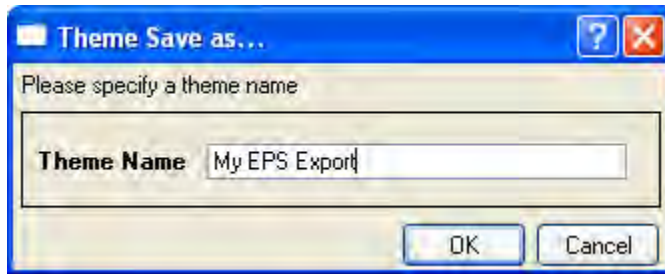 Theme Save as...
?
Please specify a theme name
Theme Name My EPS Export
OK Cancel